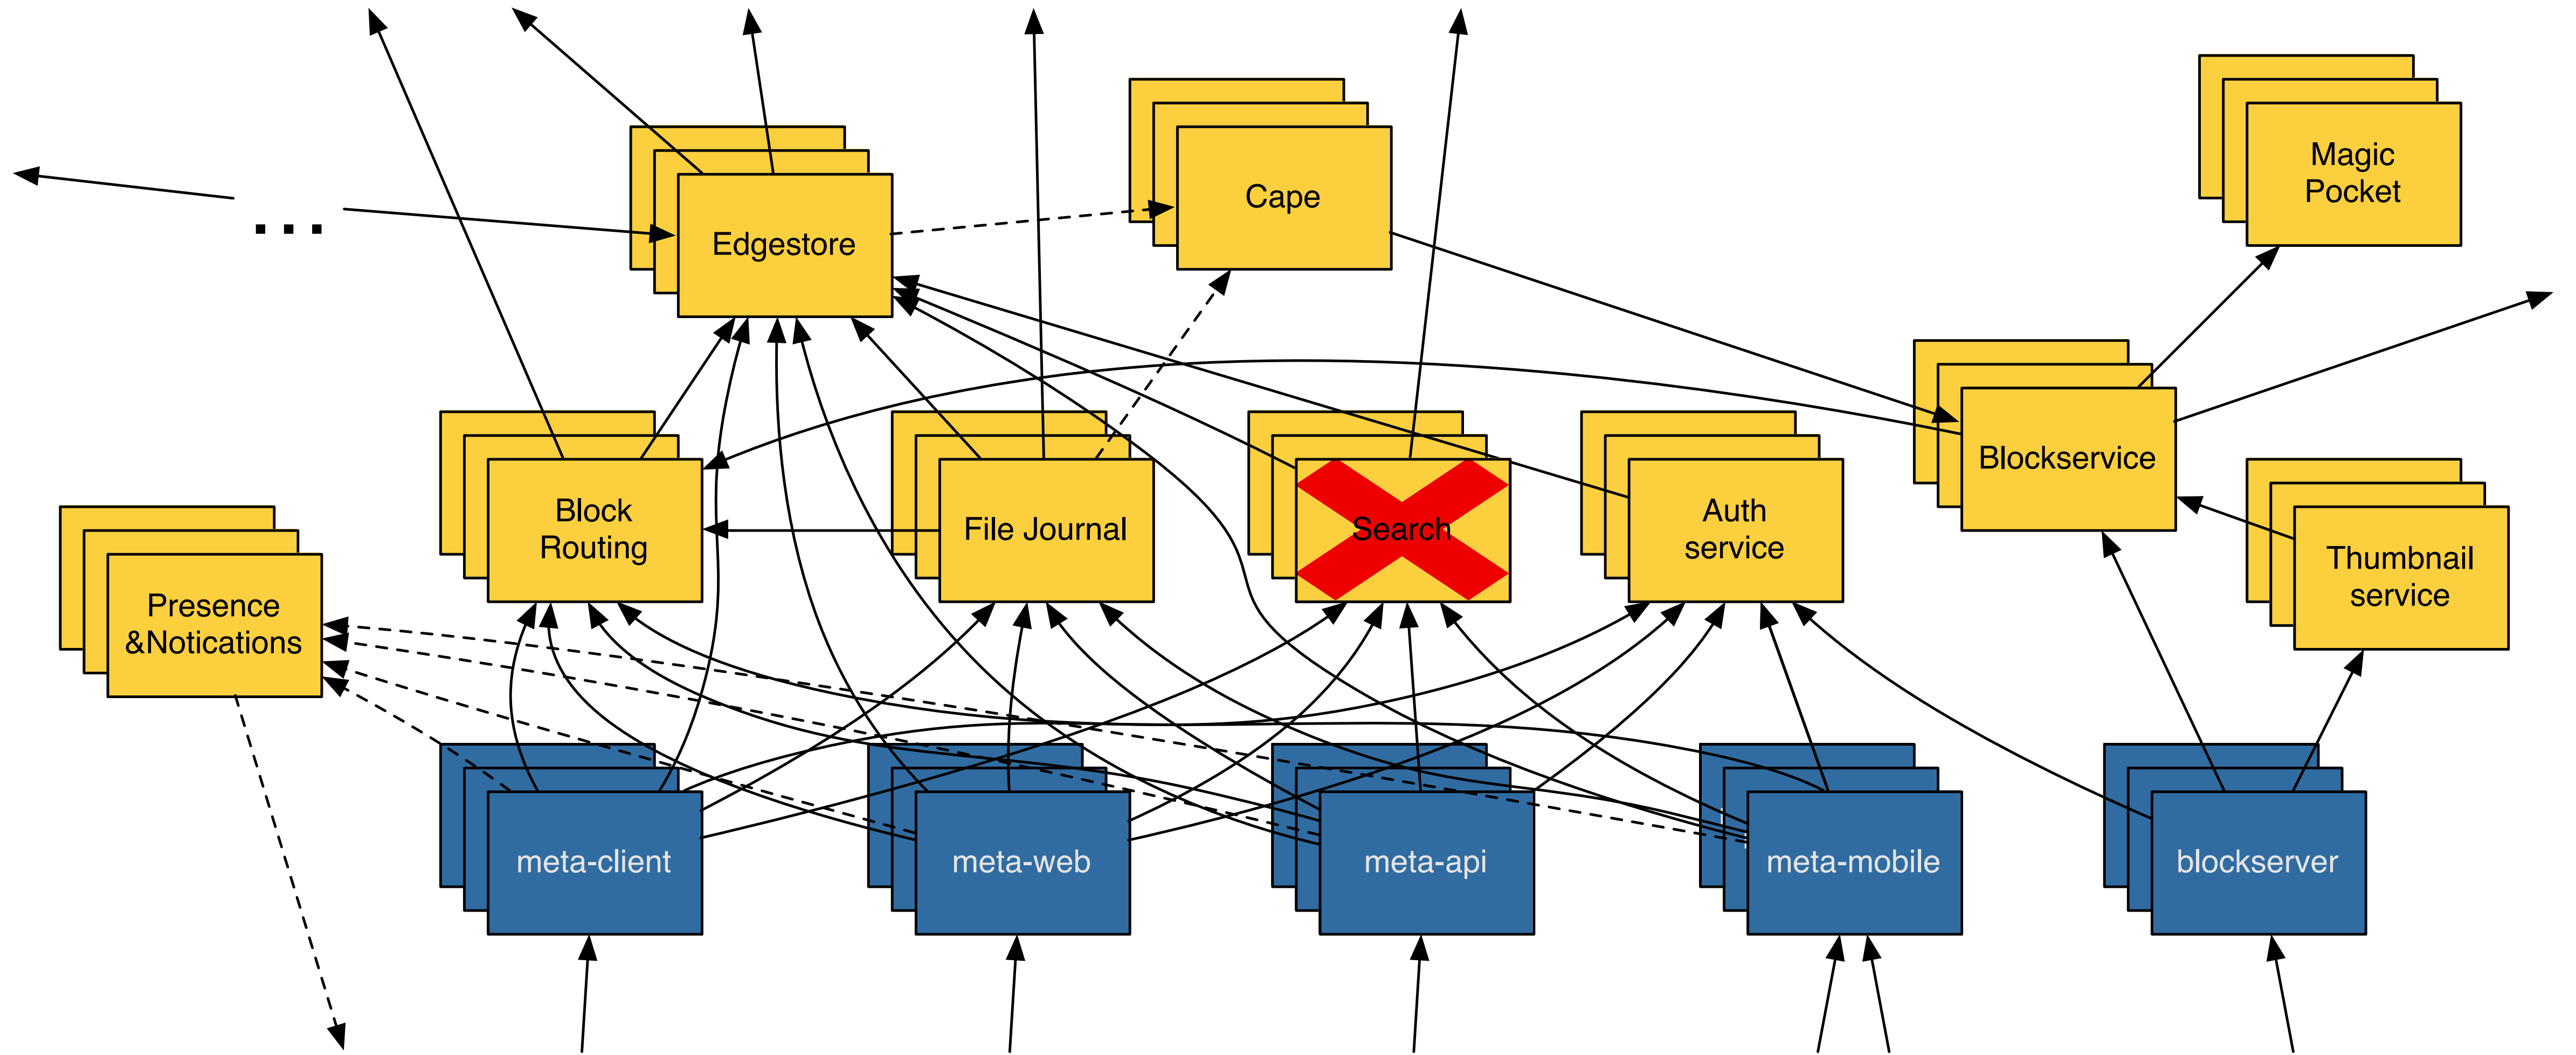 Magic
Pocket
Cape
...
Edgestore
Blockservice
Block
Routing
File Journal
Search
Auth
service
Thumbnail
service
Presence
&Notications
meta-client
meta-web
meta-api
meta-mobile
blockserver